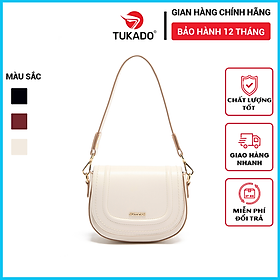 TUKADO
GIAN HÀNG CHÍNH HÃNG
BẢO HÀNH 12 THÁNG
MÀU SẮC
CHẤT LƯỢNG
TỐT
GIAO HÀNG
NHANH
MIỄN PHÍ
ĐỔI TRẢ